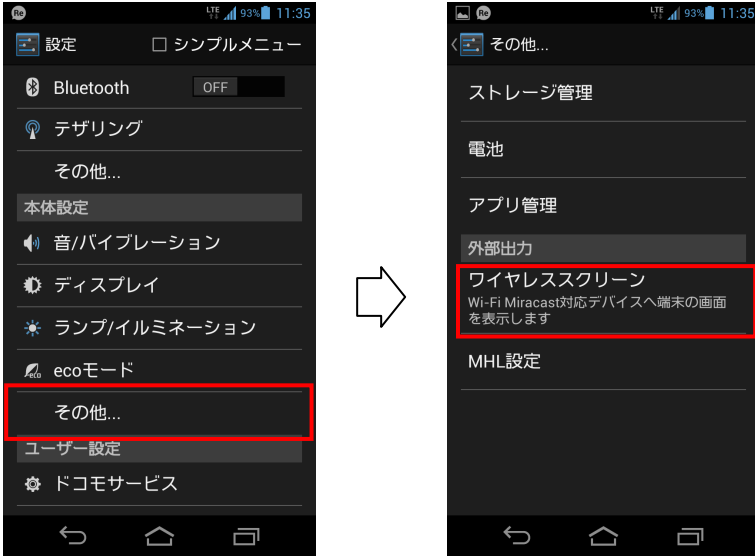 Re LTE 93% 11:35
設定 シンプルメニュー
Bluetooth OFF
テザリング
その他...
本体設定
音/バイブレーション
ディスプレイ
ランプ/イルミネーション
eco ecoモード
その他...
ユーザー設定
ドコモサービス
Re LTE 93% 11:35
その他...
ストレージ管理
電池
アプリ管理
外部出力
ワイヤレススクリーン
Wi-Fi Miracast対応デバイスへ端末の画面
を表示します
MHL設定